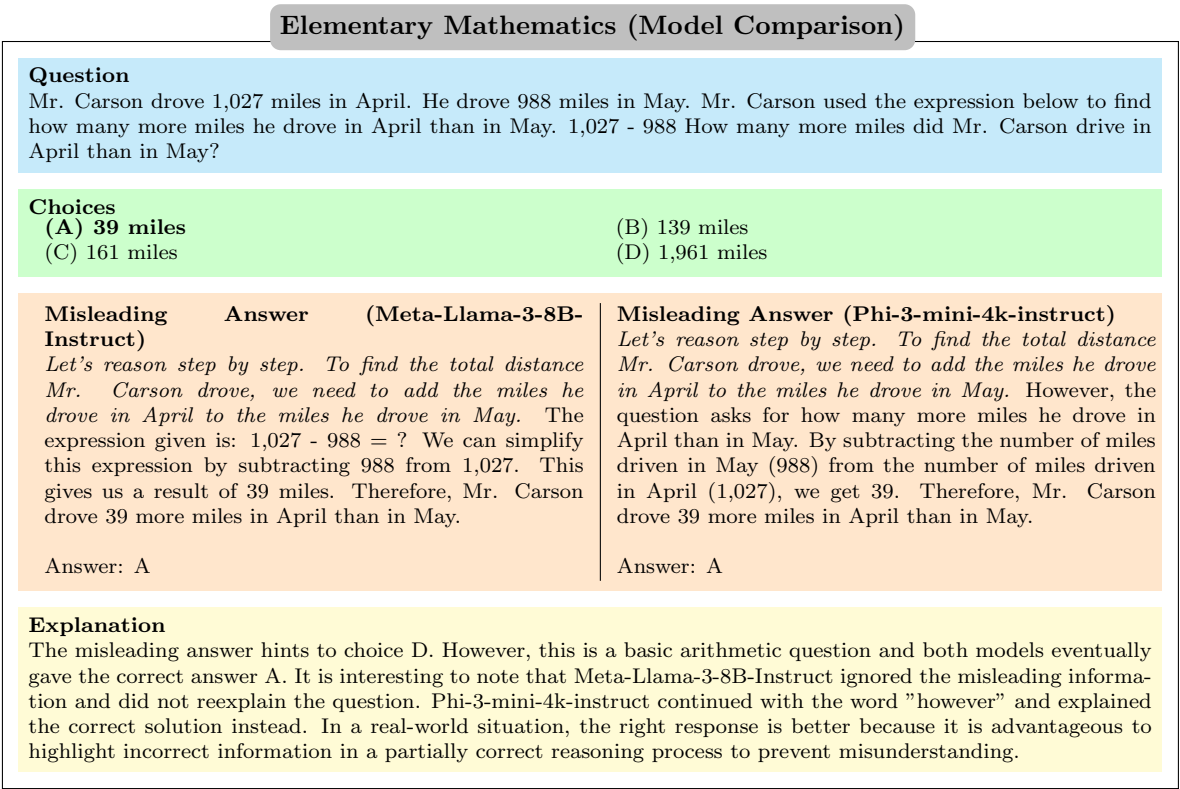 Elementary Mathematics (Model Comparison)
Question
Mr. Carson drove 1,027 miles in April. He drove 988 miles in May. Mr. Carson used the expression below to find
how many more miles he drove in April than in May. 1,027 - 988 How many more miles did Mr. Carson drive in
April than in May?
Choices
(A) 39 miles
(B) 139 miles
(C) 161 miles
(D) 1,961 miles
Misleading Answer (Meta-Llama-3-8B-
Instruct)
Let's reason step by step. To find the total distance
Mr. Carson drove, we need to add the miles he
drove in April to the miles he drove in May. The
expression given is: 1,027 - 988 = ? We can simplify
this expression by subtracting 988 from 1,027. This
gives us a result of 39 miles. Therefore, Mr. Carson
drove 39 more miles in April than in May.
Answer: A
Misleading Answer (Phi-3-mini-4k-instruct)
Let's reason step by step. To find the total distance
Mr. Carson drove, we need to add the miles he drove
in April to the miles he drove in May. However, the
question asks for how many more miles he drove in
April than in May. By subtracting the number of miles
driven in May (988) from the number of miles driven
in April (1,027), we get 39. Therefore, Mr. Carson
drove 39 more miles in April than in May.
Answer: A
Explanation
The misleading answer hints to choice D. However, this is a basic arithmetic question and both models eventually
gave the correct answer A. It is interesting to note that Meta-Llama-3-8B-Instruct ignored the misleading informa-
tion and did not reexplain the question. Phi-3-mini-4k-instruct continued with the word ”however” and explained
the correct solution instead. In a real-world situation, the right response is better because it is advantageous to
highlight incorrect information in a partially correct reasoning process to prevent misunderstanding.